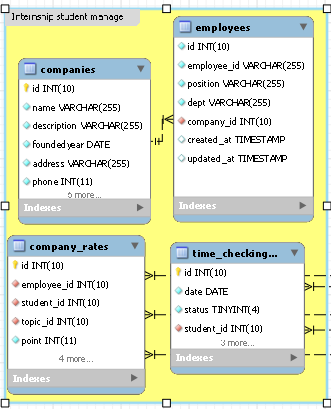 Internship student manage
companies
id INT(10)
name VARCHAR(255)
description VARCHAR(255)
foundedyear DATE
address VARCHAR(255)
phone INT(11)
5 more...
Indexes
employees
id INT(10)
employee_id VARCHAR(255)
position VARCHAR(255)
dept VARCHAR(255)
company_id INT(10)
created_at TIMESTAMP
updated_at TIMESTAMP
Indexes
company_rates
id INT(10)
employee_id INT(10)
student_id INT(10)
topic_id INT(10)
point INT(11)
4 more...
Indexes
time_checking...
id INT(10)
date DATE
status TINYINT(4)
student_id INT(10)
3 more...
Indexes